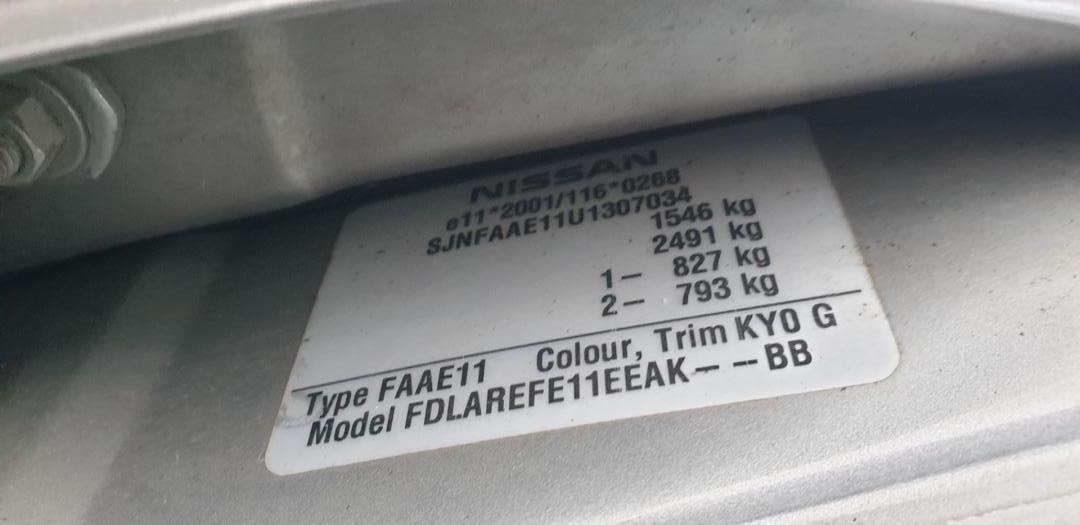 NISSAN
e11*2001/116*0268
SJNFAAE11U1307034
1546 kg
2491 kg
1– 827 kg
2– 793 kg
Type FAAE11 Colour, Trim KY0 G
Model FDLAREFE11EEAK– –BB